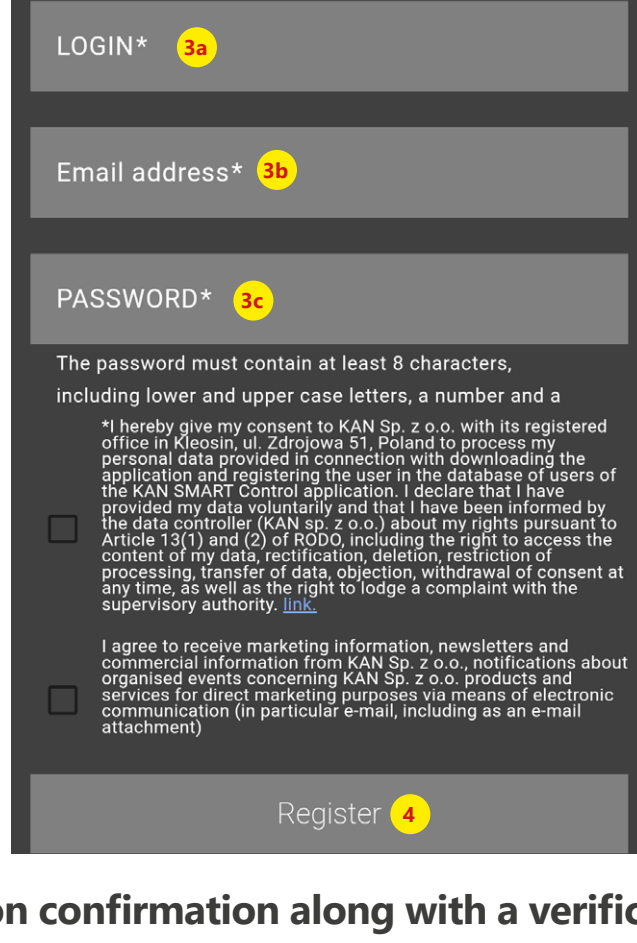 LOGIN* 3a
Email address* 3b
PASSWORD* 3c
The password must contain at least 8 characters,
including lower and upper case letters, a number and a
*I hereby give my consent to KAN Sp. z o.o. with its registered
office in Kleosin, ul. Zdrojowa 51, Poland to process my
personal data provided in connection with downloading the
application and registering the user in the database of users of
the KAN SMART Control application. I declare that I have
provided my data voluntarily and that I have been informed by
the data controller (KAN sp. z o.o.) about my rights pursuant to
Article 13(1) and (2) of RODO, including the right to access the
content of my data, rectification, deletion, restriction of
processing, transfer of data, objection, withdrawal of consent at
any time, as well as the right to lodge a complaint with the
supervisory authority. link.
I agree to receive marketing information, newsletters and
commercial information from KAN Sp. z o.o., notifications about
organised events concerning KAN Sp. z o.o. products and
services for direct marketing purposes via means of electronic
communication (in particular e-mail, including as an e-mail
attachment)
Register 4
on confirmation along with a verific